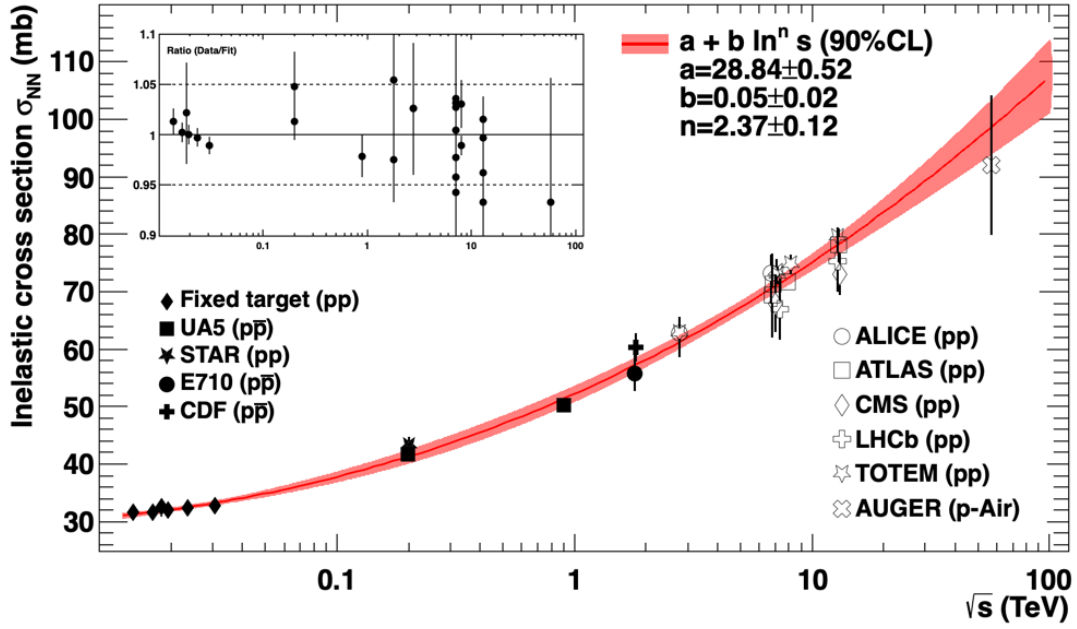 Inelastic cross section σNN (mb)
110
100
90
80
70
60
50
40
30
0.1
1
10
100
√s (TeV)
Ratio (Data/Fit)
1.1
1.05
1
0.95
0.9
0.1
1
10
100
a + b lnⁿ s (90%CL)
a=28.84±0.52
b=0.05±0.02
n=2.37±0.12
Fixed target (pp)
UA5 (pp̅)
STAR (pp)
E710 (pp̅)
CDF (pp̅)
ALICE (pp)
ATLAS (pp)
CMS (pp)
LHCb (pp)
TOTEM (pp)
AUGER (p-Air)